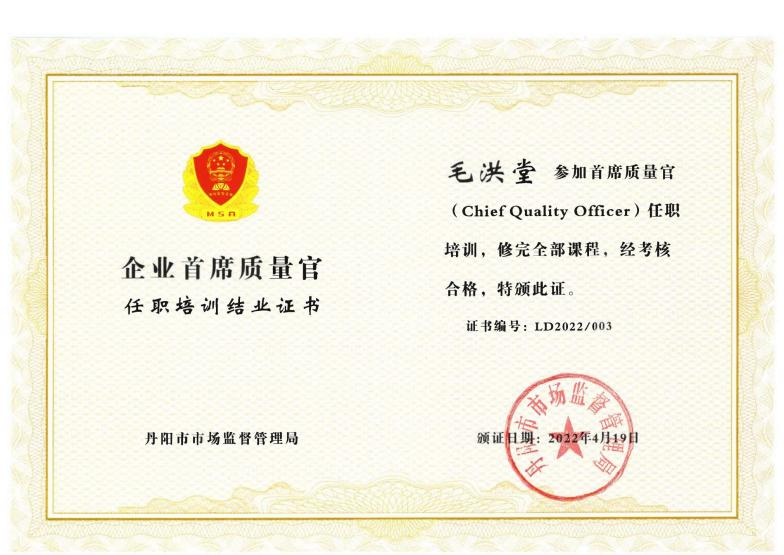 MSA
企业首席质量官
任职培训结业证书
丹阳市市场监督管理局
毛洪堂 参加首席质量官
（Chief Quality Officer）任职
培训，修完全部课程，经考核
合格，特颁此证。
证书编号：LD2022/003
颁证日期：2022年4月19日
丹阳市市场监督管理局